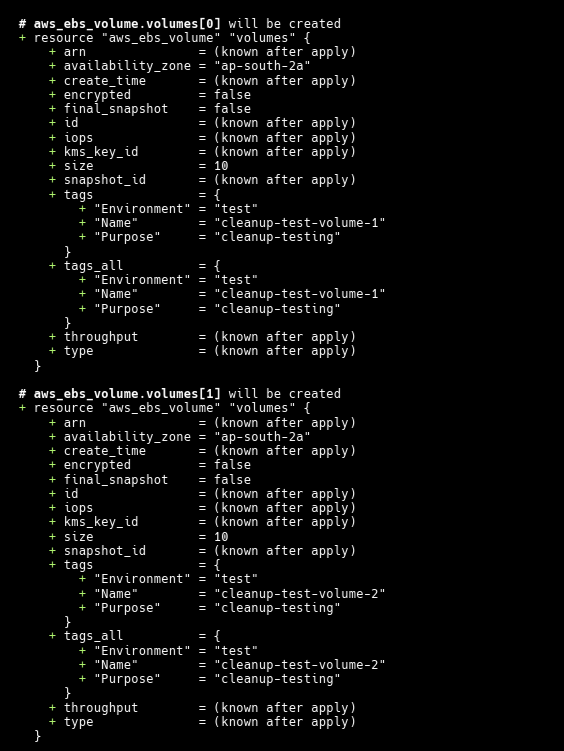 # aws_ebs_volume.volumes[0] will be created
+ resource "aws_ebs_volume" "volumes" {
    + arn               = (known after apply)
    + availability_zone = "ap-south-2a"
    + create_time       = (known after apply)
    + encrypted         = false
    + final_snapshot    = false
    + id                = (known after apply)
    + iops              = (known after apply)
    + kms_key_id        = (known after apply)
    + size              = 10
    + snapshot_id       = (known after apply)
    + tags              = {
        + "Environment" = "test"
        + "Name"        = "cleanup-test-volume-1"
        + "Purpose"     = "cleanup-testing"
      }
    + tags_all          = {
        + "Environment" = "test"
        + "Name"        = "cleanup-test-volume-1"
        + "Purpose"     = "cleanup-testing"
      }
    + throughput        = (known after apply)
    + type              = (known after apply)
  }

# aws_ebs_volume.volumes[1] will be created
+ resource "aws_ebs_volume" "volumes" {
    + arn               = (known after apply)
    + availability_zone = "ap-south-2a"
    + create_time       = (known after apply)
    + encrypted         = false
    + final_snapshot    = false
    + id                = (known after apply)
    + iops              = (known after apply)
    + kms_key_id        = (known after apply)
    + size              = 10
    + snapshot_id       = (known after apply)
    + tags              = {
        + "Environment" = "test"
        + "Name"        = "cleanup-test-volume-2"
        + "Purpose"     = "cleanup-testing"
      }
    + tags_all          = {
        + "Environment" = "test"
        + "Name"        = "cleanup-test-volume-2"
        + "Purpose"     = "cleanup-testing"
      }
    + throughput        = (known after apply)
    + type              = (known after apply)
  }